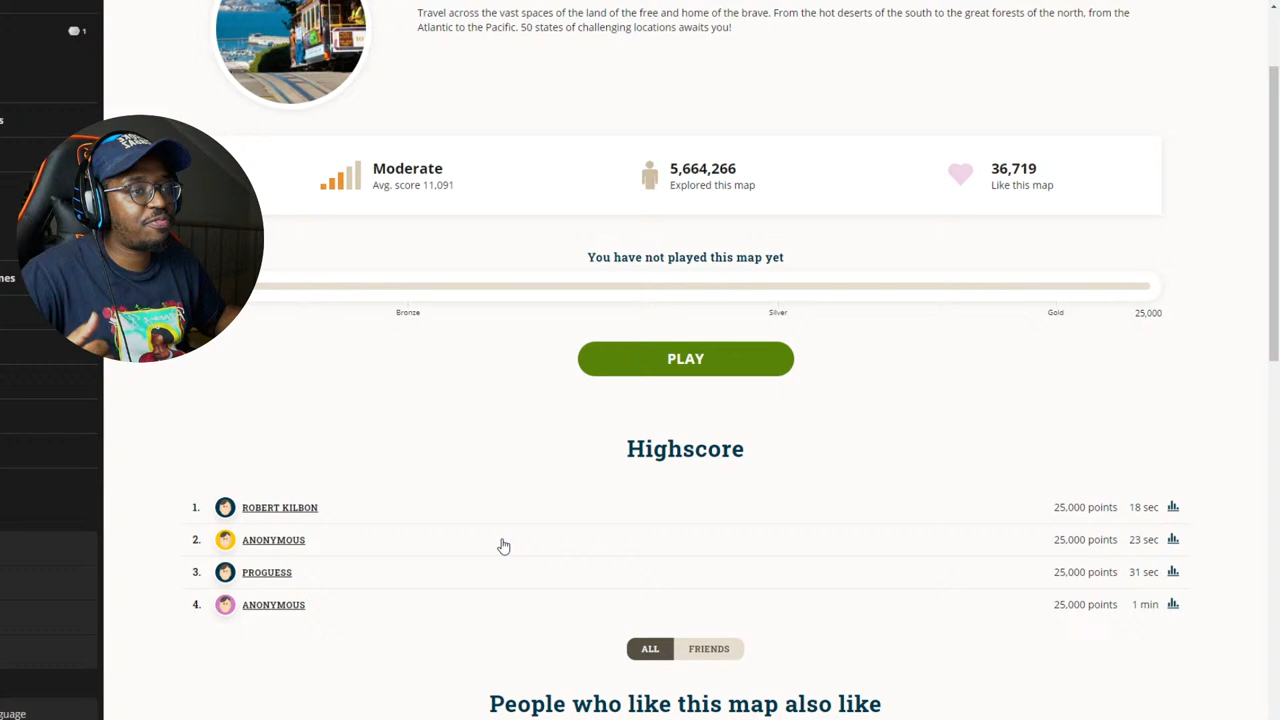 Travel across the vast spaces of the land of the free and home of the brave. From the hot deserts of the south to the great forests of the north, from the
Atlantic to the Pacific. 50 states of challenging locations awaits you!
1
Moderate
Avg. score 11,091
5,664,266
Explored this map
36,719
Like this map
You have not played this map yet
Bronze
Silver
Gold
25,000
PLAY
Highscore
1. ROBERT KILBON 25,000 points 18 sec
2. ANONYMOUS 25,000 points 23 sec
3. PROGUESS 25,000 points 31 sec
4. ANONYMOUS 25,000 points 1 min
ALL FRIENDS
People who like this map also like